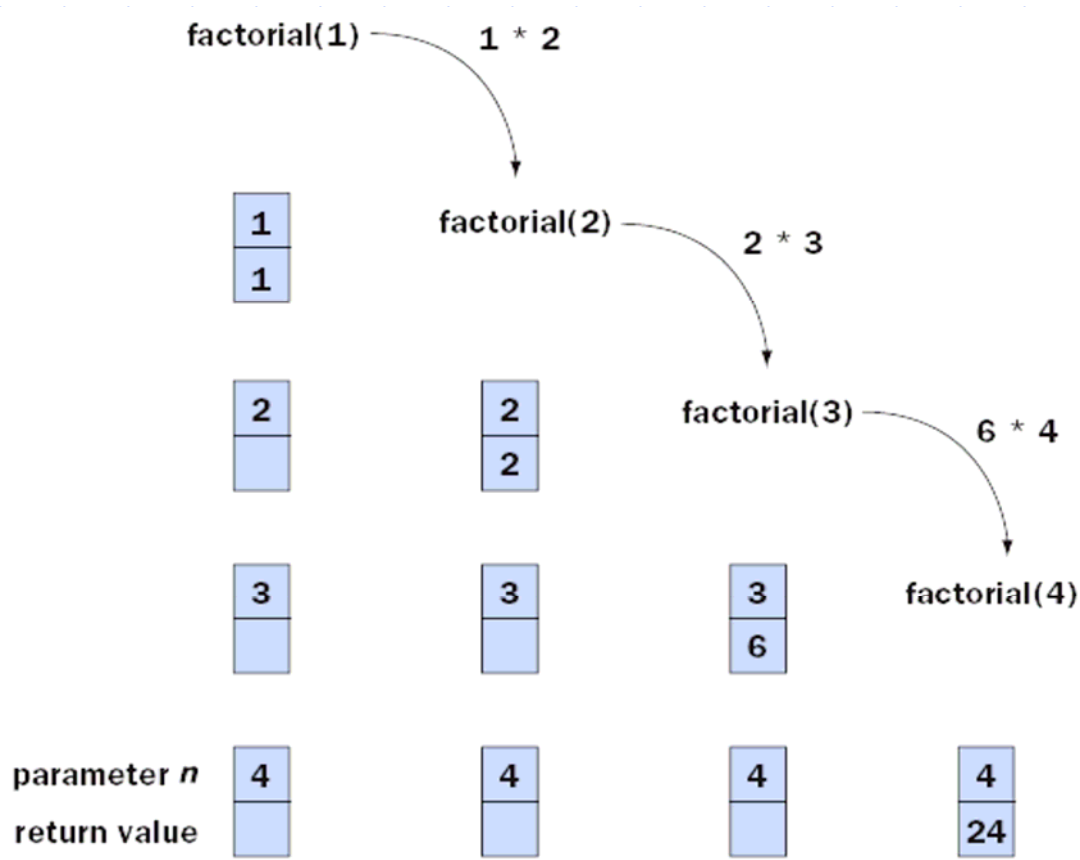 factorial(1)
1 * 2
1
1
factorial(2)
2 * 3
2
2
2
factorial(3)
6 * 4
3
3
3
6
factorial(4)
parameter n
4
4
4
4
return value
24